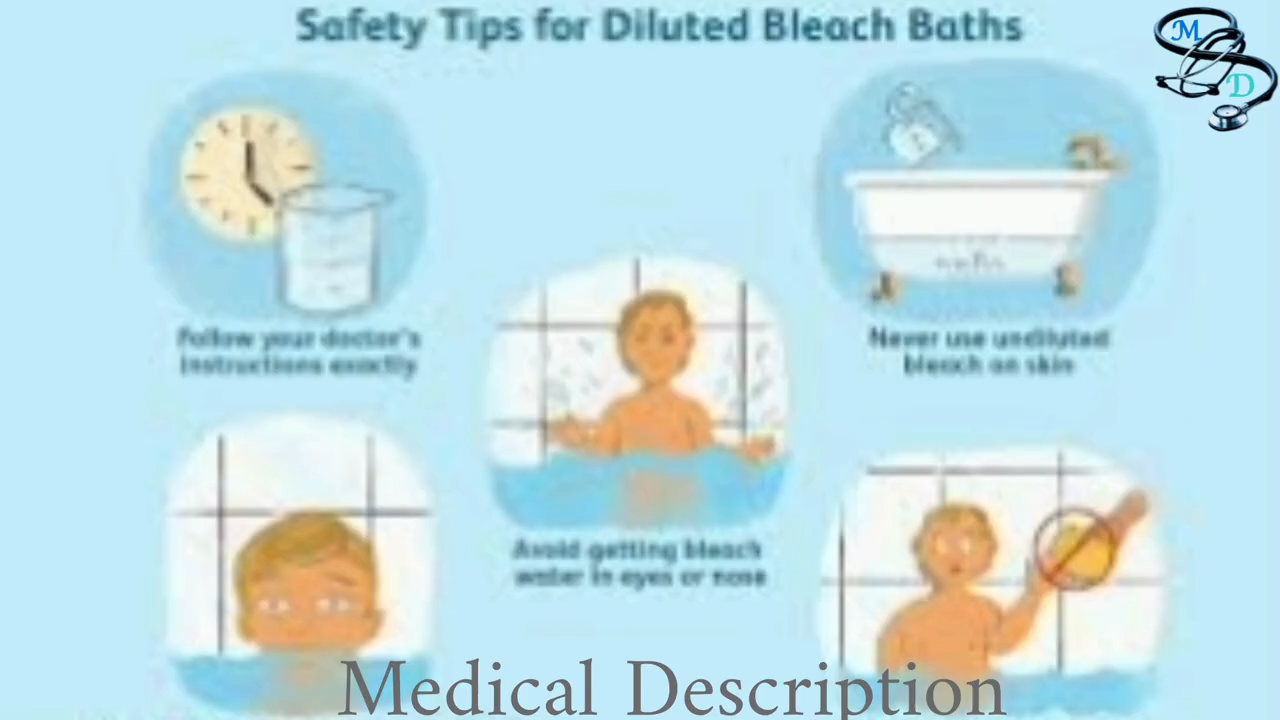 Safety Tips for Diluted Bleach Baths
M
D
Follow your doctor's
instructions exactly
Never use undiluted
bleach on skin
Avoid getting bleach
water in eyes or nose
Medical Description